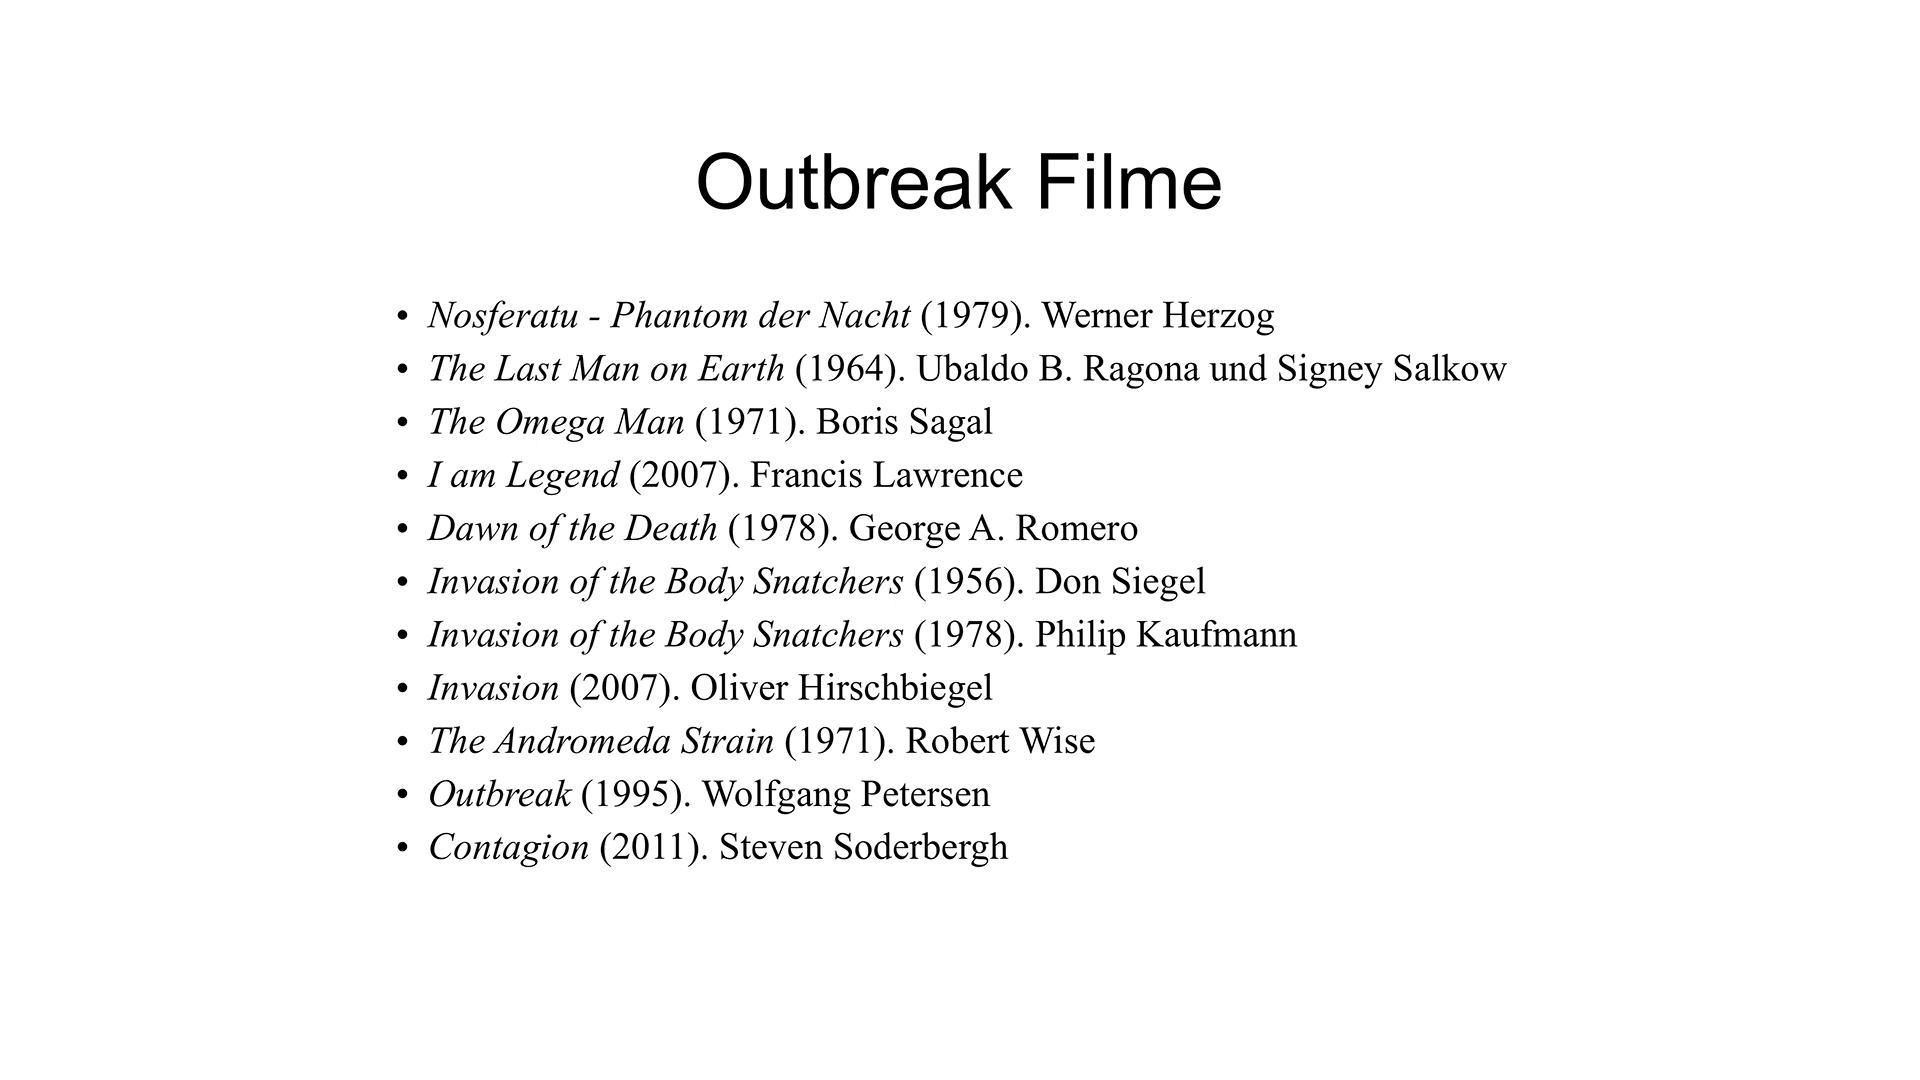 Outbreak Filme
• Nosferatu - Phantom der Nacht (1979). Werner Herzog
• The Last Man on Earth (1964). Ubaldo B. Ragona und Signey Salkow
• The Omega Man (1971). Boris Sagal
• I am Legend (2007). Francis Lawrence
• Dawn of the Death (1978). George A. Romero
• Invasion of the Body Snatchers (1956). Don Siegel
• Invasion of the Body Snatchers (1978). Philip Kaufmann
• Invasion (2007). Oliver Hirschbiegel
• The Andromeda Strain (1971). Robert Wise
• Outbreak (1995). Wolfgang Petersen
• Contagion (2011). Steven Soderbergh